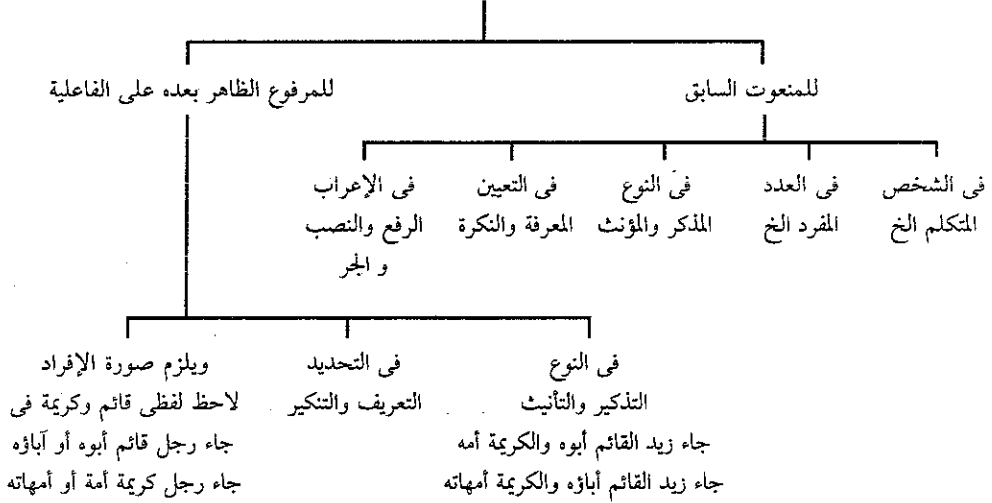 للمنعوت السابق
للمرفوع الظاهر بعده على الفاعلية
فى الشخص
المتكلم الخ
فى العدد
المفرد الخ
فى النوع
المذكر والمؤنث
فى التعيين
المعرفة والنكرة
فى الإعراب
الرفع والنصب
و الجر
فى النوع
التذكير والتأنيث
جاء زيد القائم أبوه والكريمة أمه
جاء زيد القائم أباؤه والكريمة أمهاته
فى التحديد
التعريف والتنكير
ويلزم صورة الإفراد
لاحظ لفظى قائم وكريمة فى
جاء رجل قائم أبوه أو آباؤه
جاء رجل كريمة أمة أو أمهاته